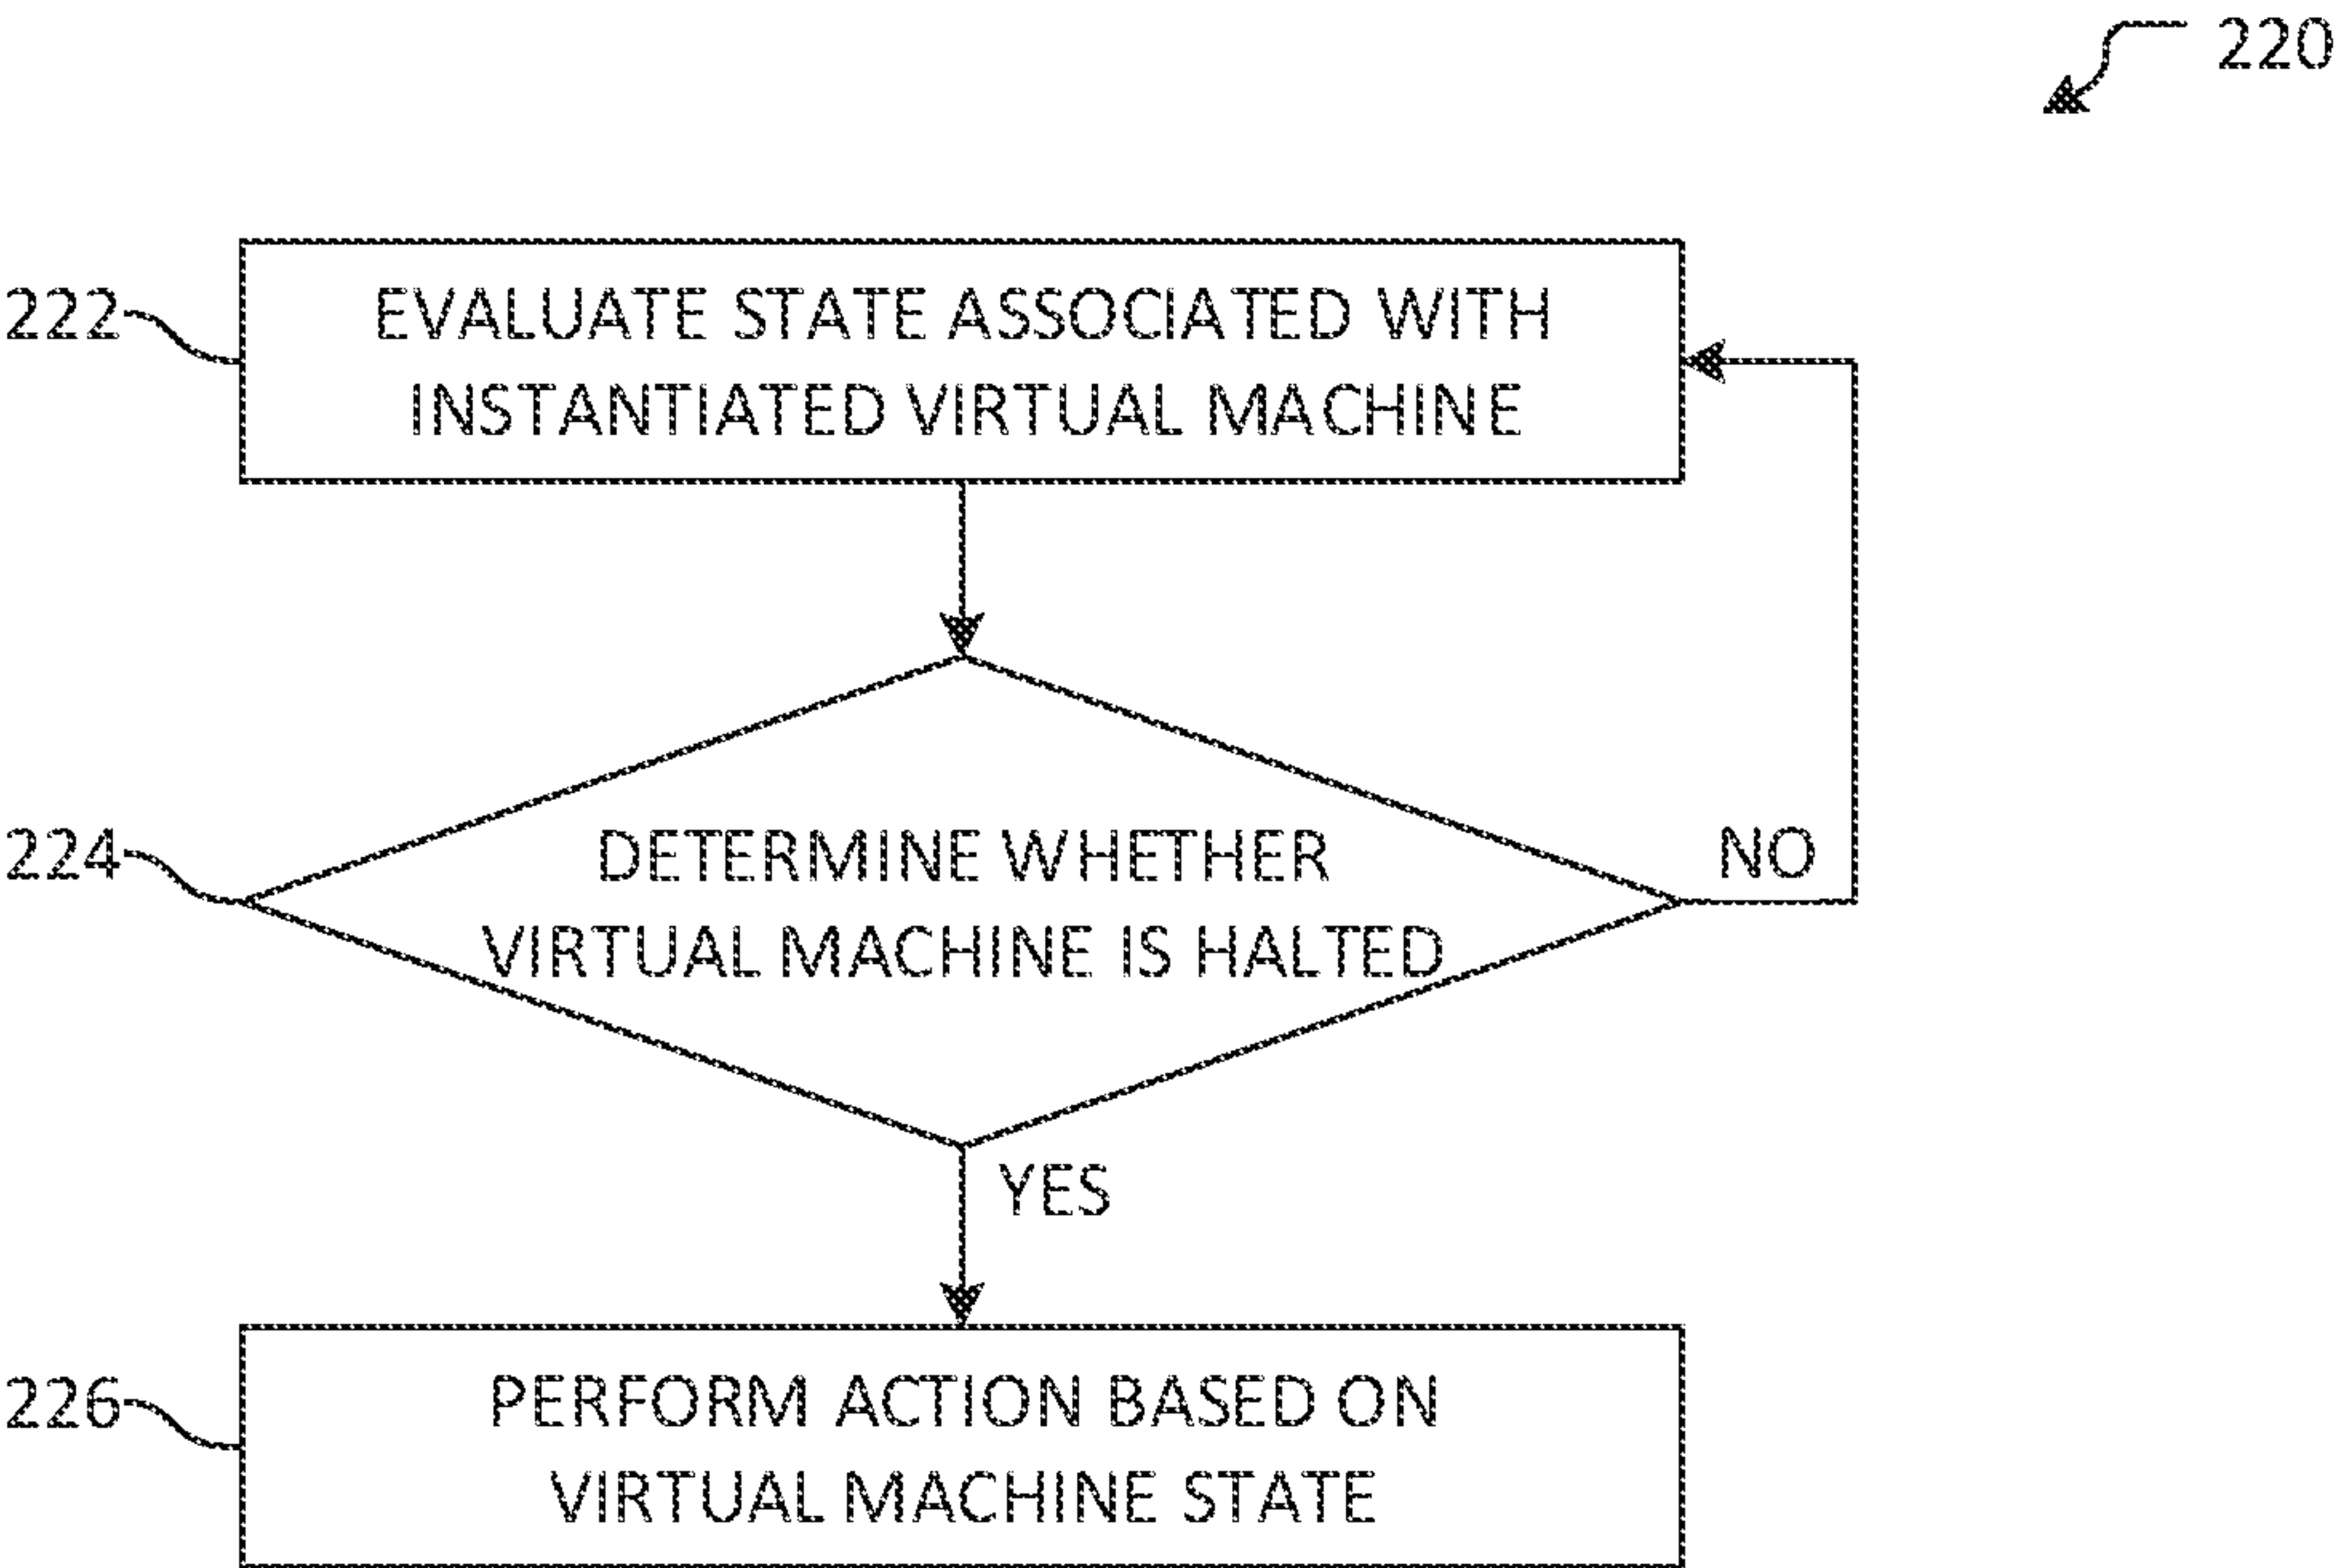 220
222
EVALUATE STATE ASSOCIATED WITH
INSTANTIATED VIRTUAL MACHINE
224
DETERMINE WHETHER
VIRTUAL MACHINE IS HALTED
NO
YES
226
PERFORM ACTION BASED ON
VIRTUAL MACHINE STATE